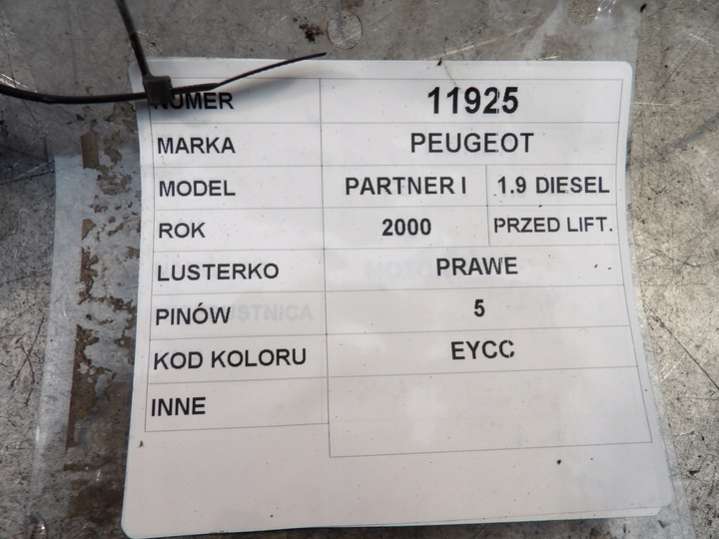 NUMER 11925
MARKA PEUGEOT
MODEL PARTNER I 1.9 DIESEL
ROK 2000 PRZED LIFT.
LUSTERKO PRAWE
PINÓW 5
KOD KOLORU EYCC
INNE